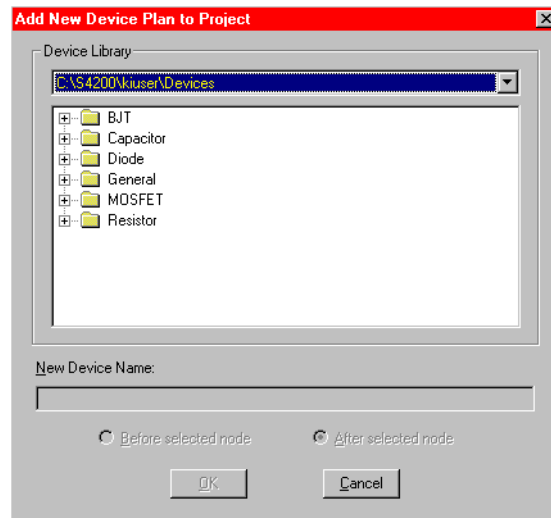 Add New Device Plan to Project
Device Library
C:\S4200\kiuser\Devices
BJT
Capacitor
Diode
General
MOSFET
Resistor
New Device Name:
Before selected node
After selected node
OK
Cancel